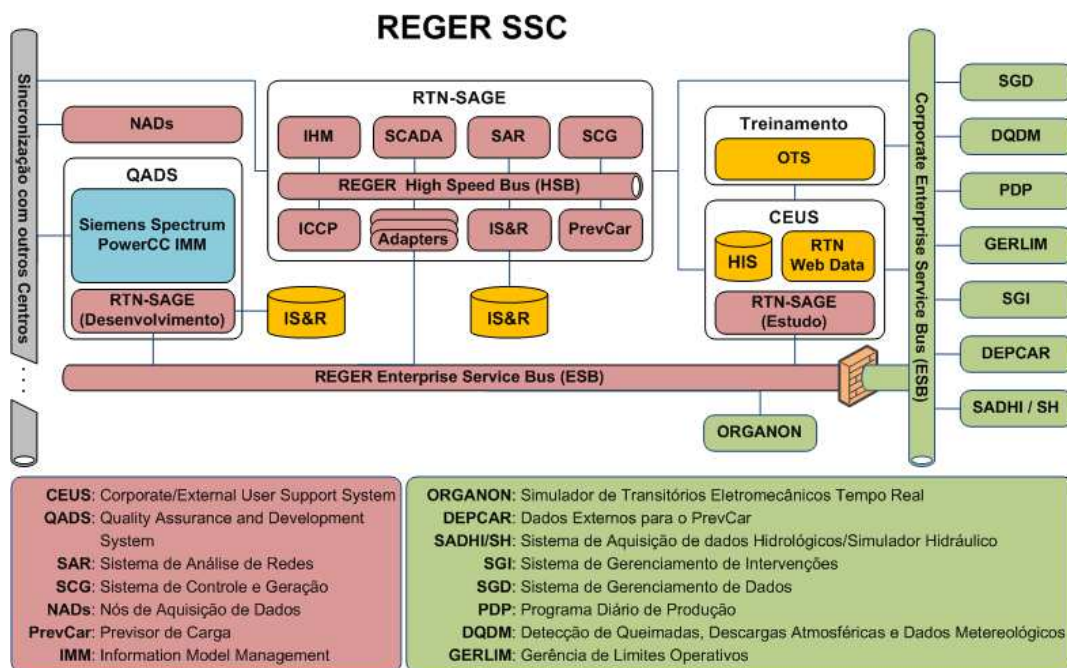 REGER SSC
Sincronização com outros Centros
NADs
QADS
Siemens Spectrum
PowerCC IMM
RTN-SAGE
(Desenvolvimento)
IS&R
RTN-SAGE
IHM
SCADA
SAR
SCG
REGER High Speed Bus (HSB)
ICCP
Adapters
IS&R
PrevCar
IS&R
Treinamento
OTS
CEUS
HIS
RTN
Web Data
RTN-SAGE
(Estudo)
REGER Enterprise Service Bus (ESB)
ORGANON
Corporate Enterprise Service Bus (ESB)
SGD
DQDM
PDP
GERLIM
SGI
DEPCAR
SADHI / SH
CEUS: Corporate/External User Support System
QADS: Quality Assurance and Development
System
SAR: Sistema de Análise de Redes
SCG: Sistema de Controle e Geração
NADs: Nós de Aquisição de Dados
PrevCar: Previsor de Carga
IMM: Information Model Management
ORGANON: Simulador de Transitórios Eletromecânicos Tempo Real
DEPCAR: Dados Externos para o PrevCar
SADHI/SH: Sistema de Aquisição de dados Hidrológicos/Simulador Hidráulico
SGI: Sistema de Gerenciamento de Intervenções
SGD: Sistema de Gerenciamento de Dados
PDP: Programa Diário de Produção
DQDM: Detecção de Queimadas, Descargas Atmosféricas e Dados Metereológicos
GERLIM: Gerência de Limites Operativos